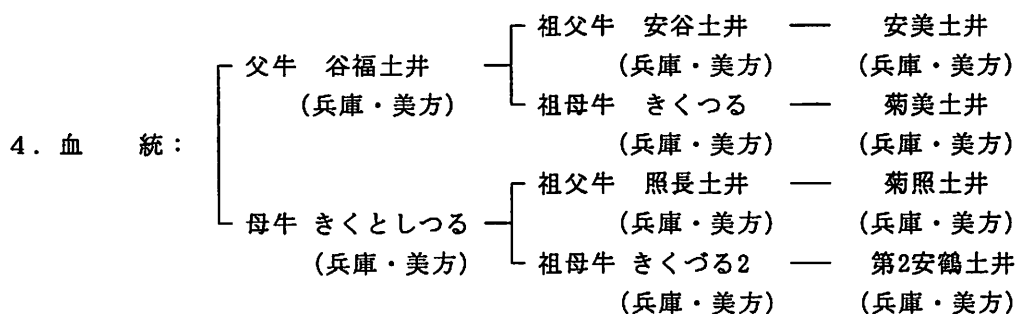 祖父牛 安谷土井 ― 安美土井
父牛 谷福土井 (兵庫・美方) (兵庫・美方)
(兵庫・美方) 祖母牛 きくつる ― 菊美土井
(兵庫・美方) (兵庫・美方)
4.血 統:
祖父牛 照長土井 ― 菊照土井
母牛 きくとしつる (兵庫・美方) (兵庫・美方)
(兵庫・美方) 祖母牛 きくづる2 ― 第2安鶴土井
(兵庫・美方) (兵庫・美方)